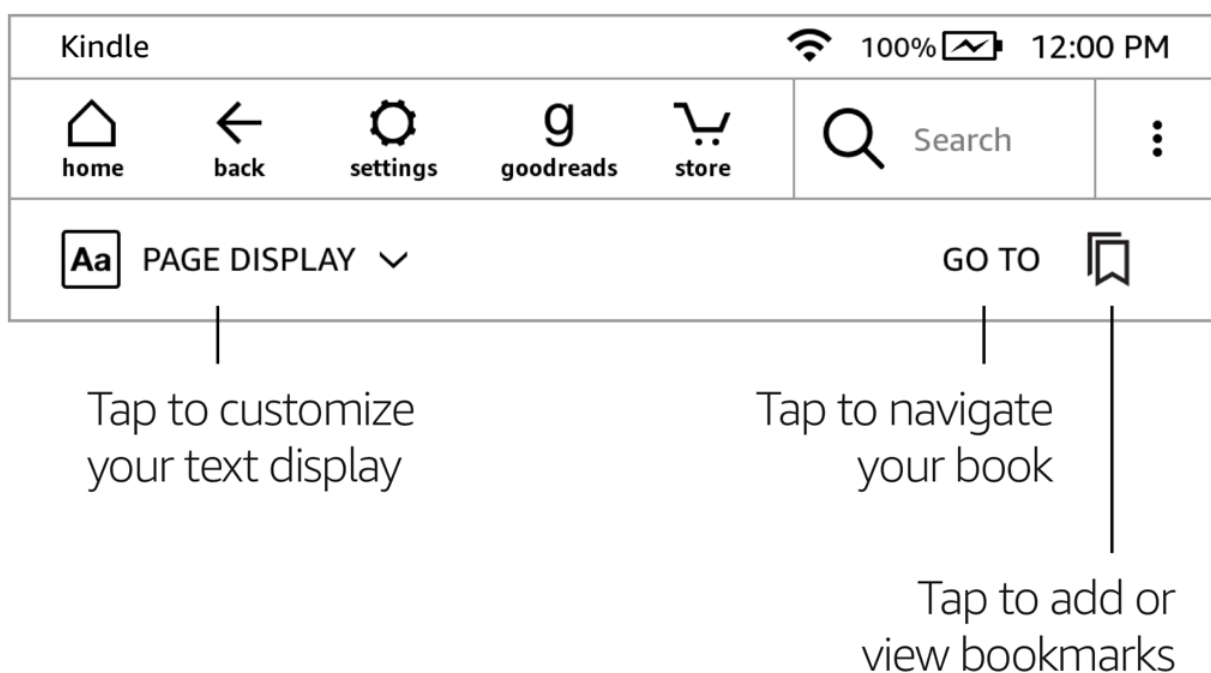 Kindle 100% 12:00 PM
home back settings g goodreads store Search
Aa PAGE DISPLAY GO TO
Tap to customize
your text display
Tap to navigate
your book
Tap to add or
view bookmarks